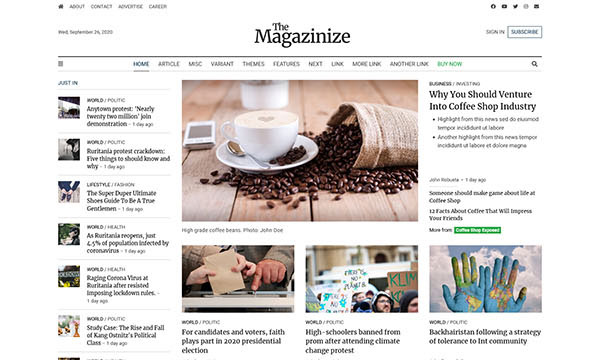 ABOUT
CONTACT
ADVERTISE
CAREER
Wed, September 26, 2020
The
Magazinize
SIGN IN
SUBSCRIBE
HOME
ARTICLE
MISC
VARIANT
THEMES
FEATURES
NEXT
LINK
MORE LINK
ANOTHER LINK
BUY NOW
JUST IN
WORLD / POLITIC
Anytown protest: 'Nearly
twenty two million' join
demonstration - 1 day ago
WORLD / POLITIC
Ruritania protest crackdown:
Five things to should know and
why - 1 day ago
LIFESTYLE / FASHION
The Super Duper Ultimate
Shoes Guide To Be A True
Gentlemen - 1 day ago
WORLD / HEALTH
As Ruritania reopens, just
4.5% of population infected by
coronavirus - 1 day ago
WORLD / HEALTH
Raging Corona Virus at
Ruritania after resisted
imposing lockdown rules. -
1 day ago
WORLD / POLITIC
Study Case: The Rise and Fall
of Kang Ostnitz's Political
Class - 1 day ago
High grade coffee beans. Photo: John Doe
BUSINESS / INVESTING
Why You Should Venture
Into Coffee Shop Industry
Highlight from this news sed do eiusmod
tempor incididunt ut labore
Another highlight from this news tempor
incididunt ut labore et dolore magna
John Robusta - 1 day ago
Someone should make game about life at
Coffee Shop
12 Facts About Coffee That Will Impress
Your Friends
More from Coffee Shop Exposed
WORLD / POLITIC
For candidates and voters, faith
plays part in 2020 presidential
election
THERE IS
NO
PLANET
CLIM
WORLD / POLITIC
High-schoolers banned from
prom after attending climate
change protest
WORLD / POLITIC
Backhairistan following a strategy
of tolerance to Int community